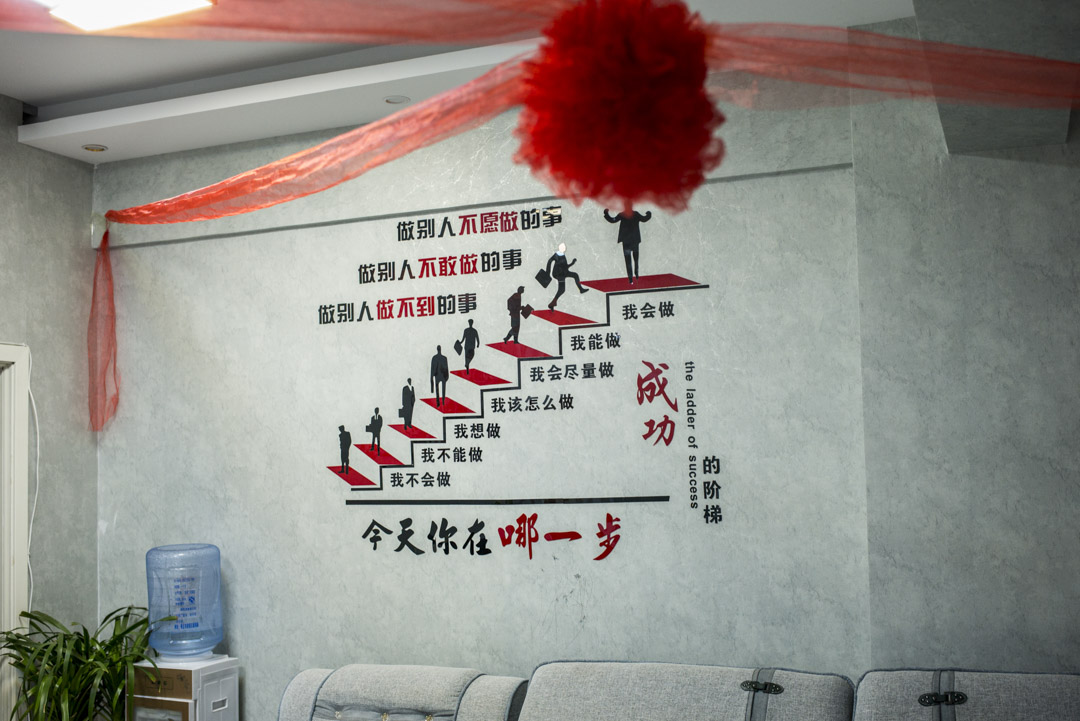 做别人不愿做的事
做别人不敢做的事
做别人做不到的事
我会做
我能做
我会尽量做
我该怎么做
我想做
我不能做
我不会做
成功
the ladder of success
的阶梯
今天你在哪一步